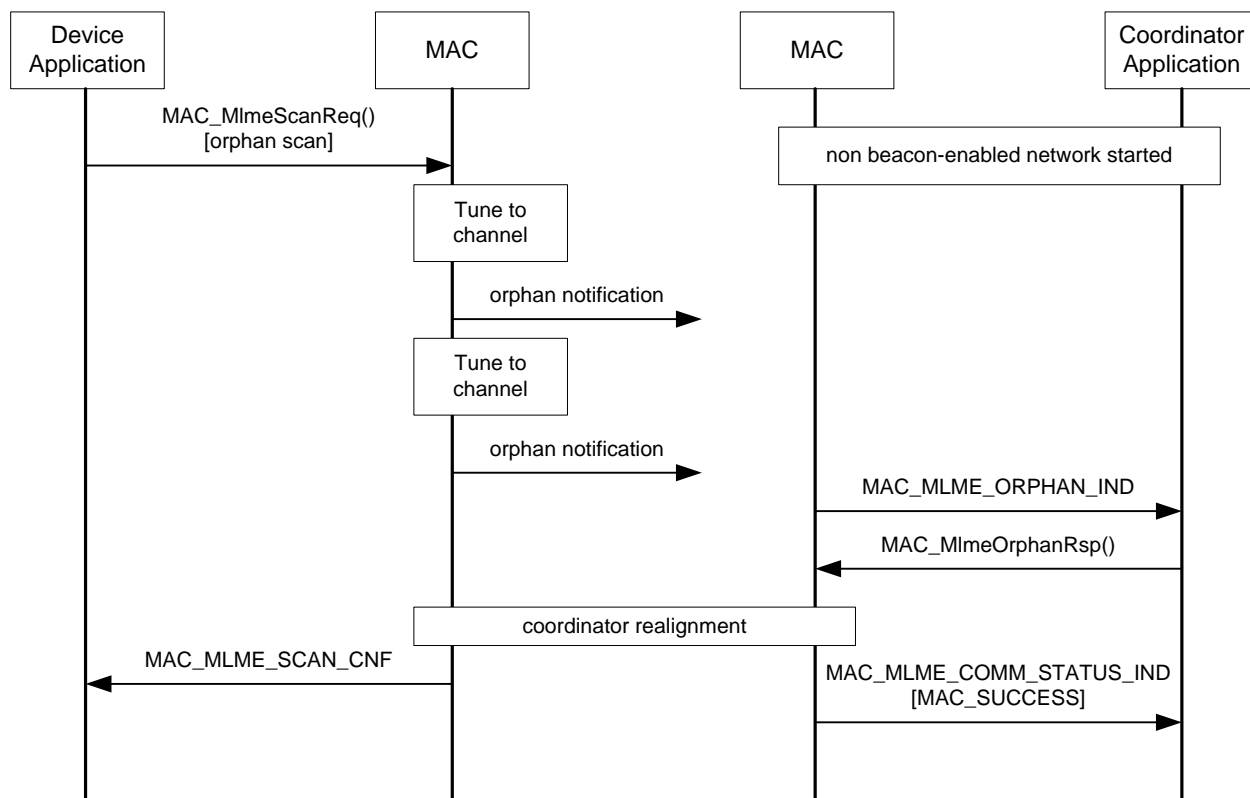 Device
Application
MAC
MAC
Coordinator
Application
MAC_MlmeScanReq()
[orphan scan]
non beacon-enabled network started
Tune to
channel
orphan notification
Tune to
channel
orphan notification
MAC_MLME_ORPHAN_IND
MAC_MlmeOrphanRsp()
coordinator realignment
MAC_MLME_SCAN_CNF
MAC_MLME_COMM_STATUS_IND
[MAC_SUCCESS]